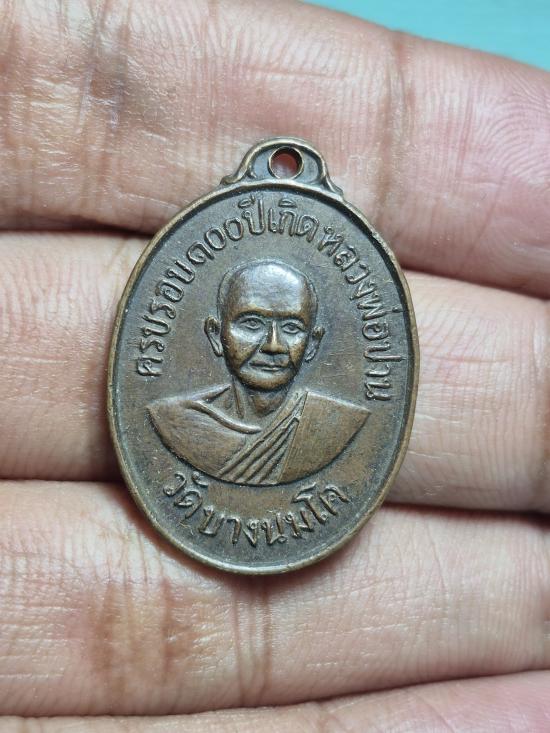 ครบรอบ๑๐๐ปีเกิด หลวงพ่อปาน
วัดบางนมโค